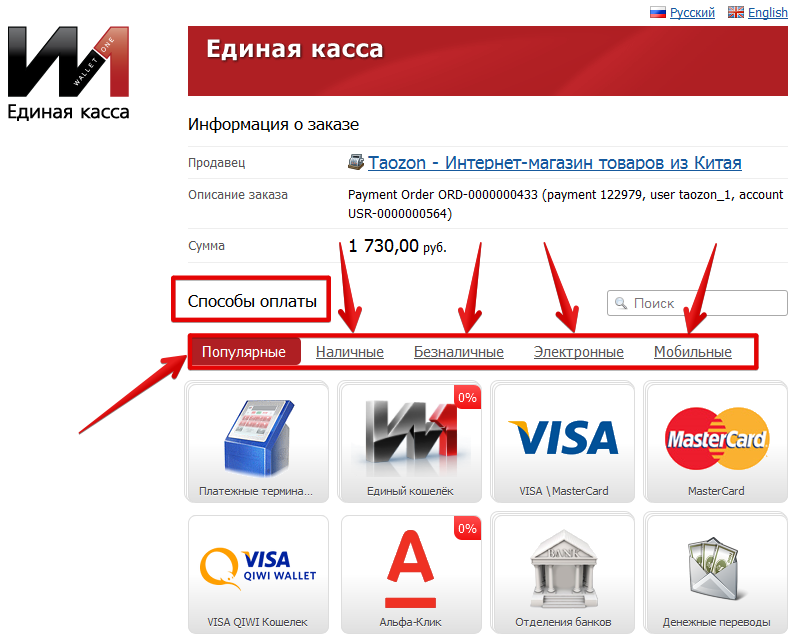 Русский English
WALLET ONE
Единая касса
Единая касса
Информация о заказе
Продавец Taozon - Интернет-магазин товаров из Китая
Описание заказа Payment Order ORD-0000000433 (payment 122979, user taozon_1, account
USR-0000000564)
Сумма 1 730,00 руб.
Способы оплаты Поиск
Популярные Наличные Безналичные Электронные Мобильные
0%
VISA MasterCard
Платежные термина... Единый кошелёк VISA \ MasterCard MasterCard
0%
VISA
QIWI WALLET
BANK
VISA QIWI Кошелек Альфа-Клик Отделения банков Денежные переводы